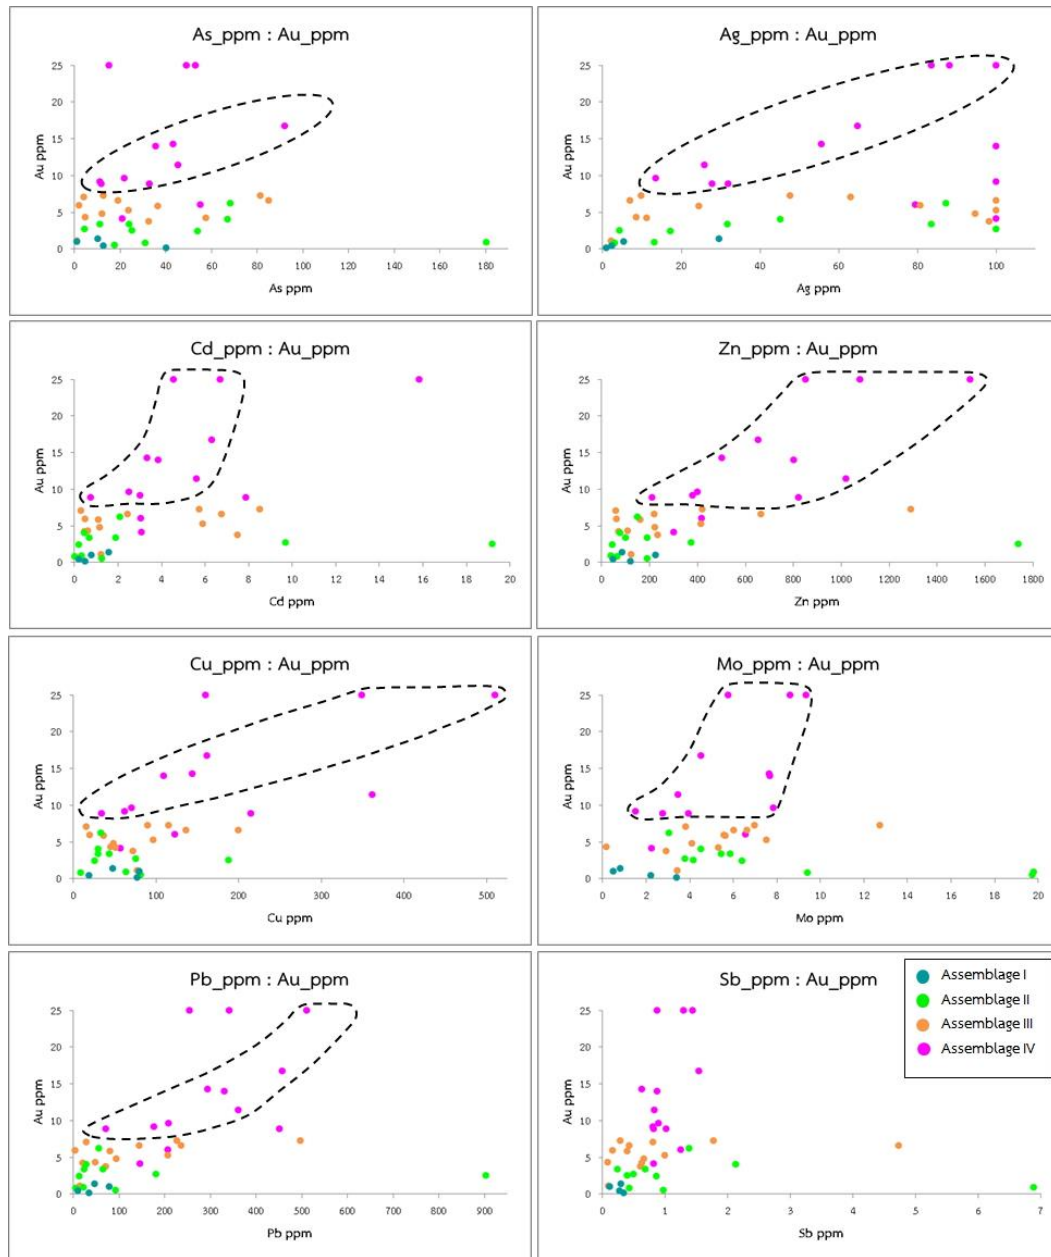 As_ppm : Au_ppm
Au ppm
25
20
15
10
5
0
0 20 40 60 80 100 120 140 160 180
As ppm
Ag_ppm : Au_ppm
Au ppm
25
20
15
10
5
0
0 20 40 60 80 100
Ag ppm
Cd_ppm : Au_ppm
Au ppm
25
20
15
10
5
0
0 2 4 6 8 10 12 14 16 18 20
Cd ppm
Zn_ppm : Au_ppm
Au ppm
25
20
15
10
5
0
0 200 400 600 800 1000 1200 1400 1600 1800
Zn ppm
Cu_ppm : Au_ppm
Au ppm
25
20
15
10
5
0
0 100 200 300 400 500
Cu ppm
Mo_ppm : Au_ppm
Au ppm
25
20
15
10
5
0
0 2 4 6 8 10 12 14 16 18 20
Mo ppm
Pb_ppm : Au_ppm
Au ppm
25
20
15
10
5
0
0 100 200 300 400 500 600 700 800 900
Pb ppm
Sb_ppm : Au_ppm
Au ppm
25
20
15
10
5
0
0 1 2 3 4 5 6 7
Sb ppm
Assemblage I
Assemblage II
Assemblage III
Assemblage IV